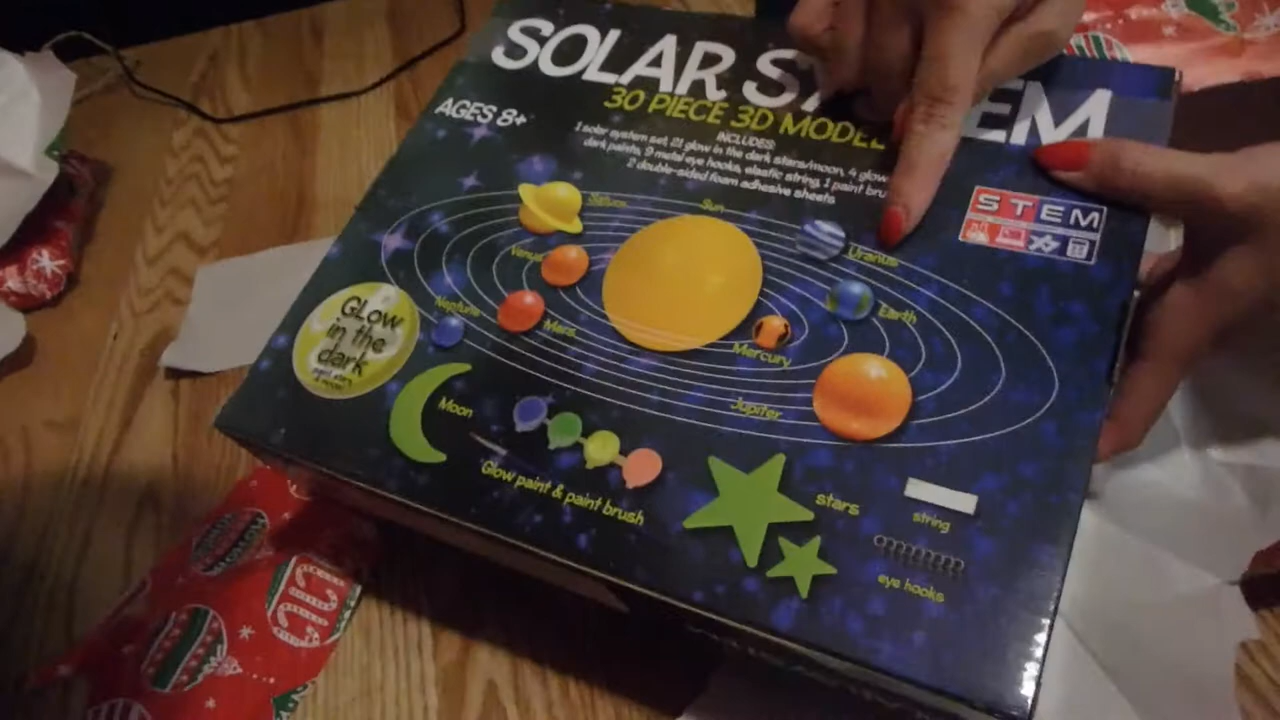 SOLAR S EM
30 PIECE 3D MODEL
AGES 8+
INCLUDES:
1 solar system set, 21 glow in the dark stars/moon, 4 glow
dark paints, 9 metal eye hooks, elastic string, 1 paint bru
2 double-sided foam adhesive sheets
STEM
Saturn
Sun
Uranus
Venus
Earth
Neptune
Mars
Mercury
Jupiter
Glow
in the
dark
Moon
Glow paint & paint brush
stars
string
eye hooks